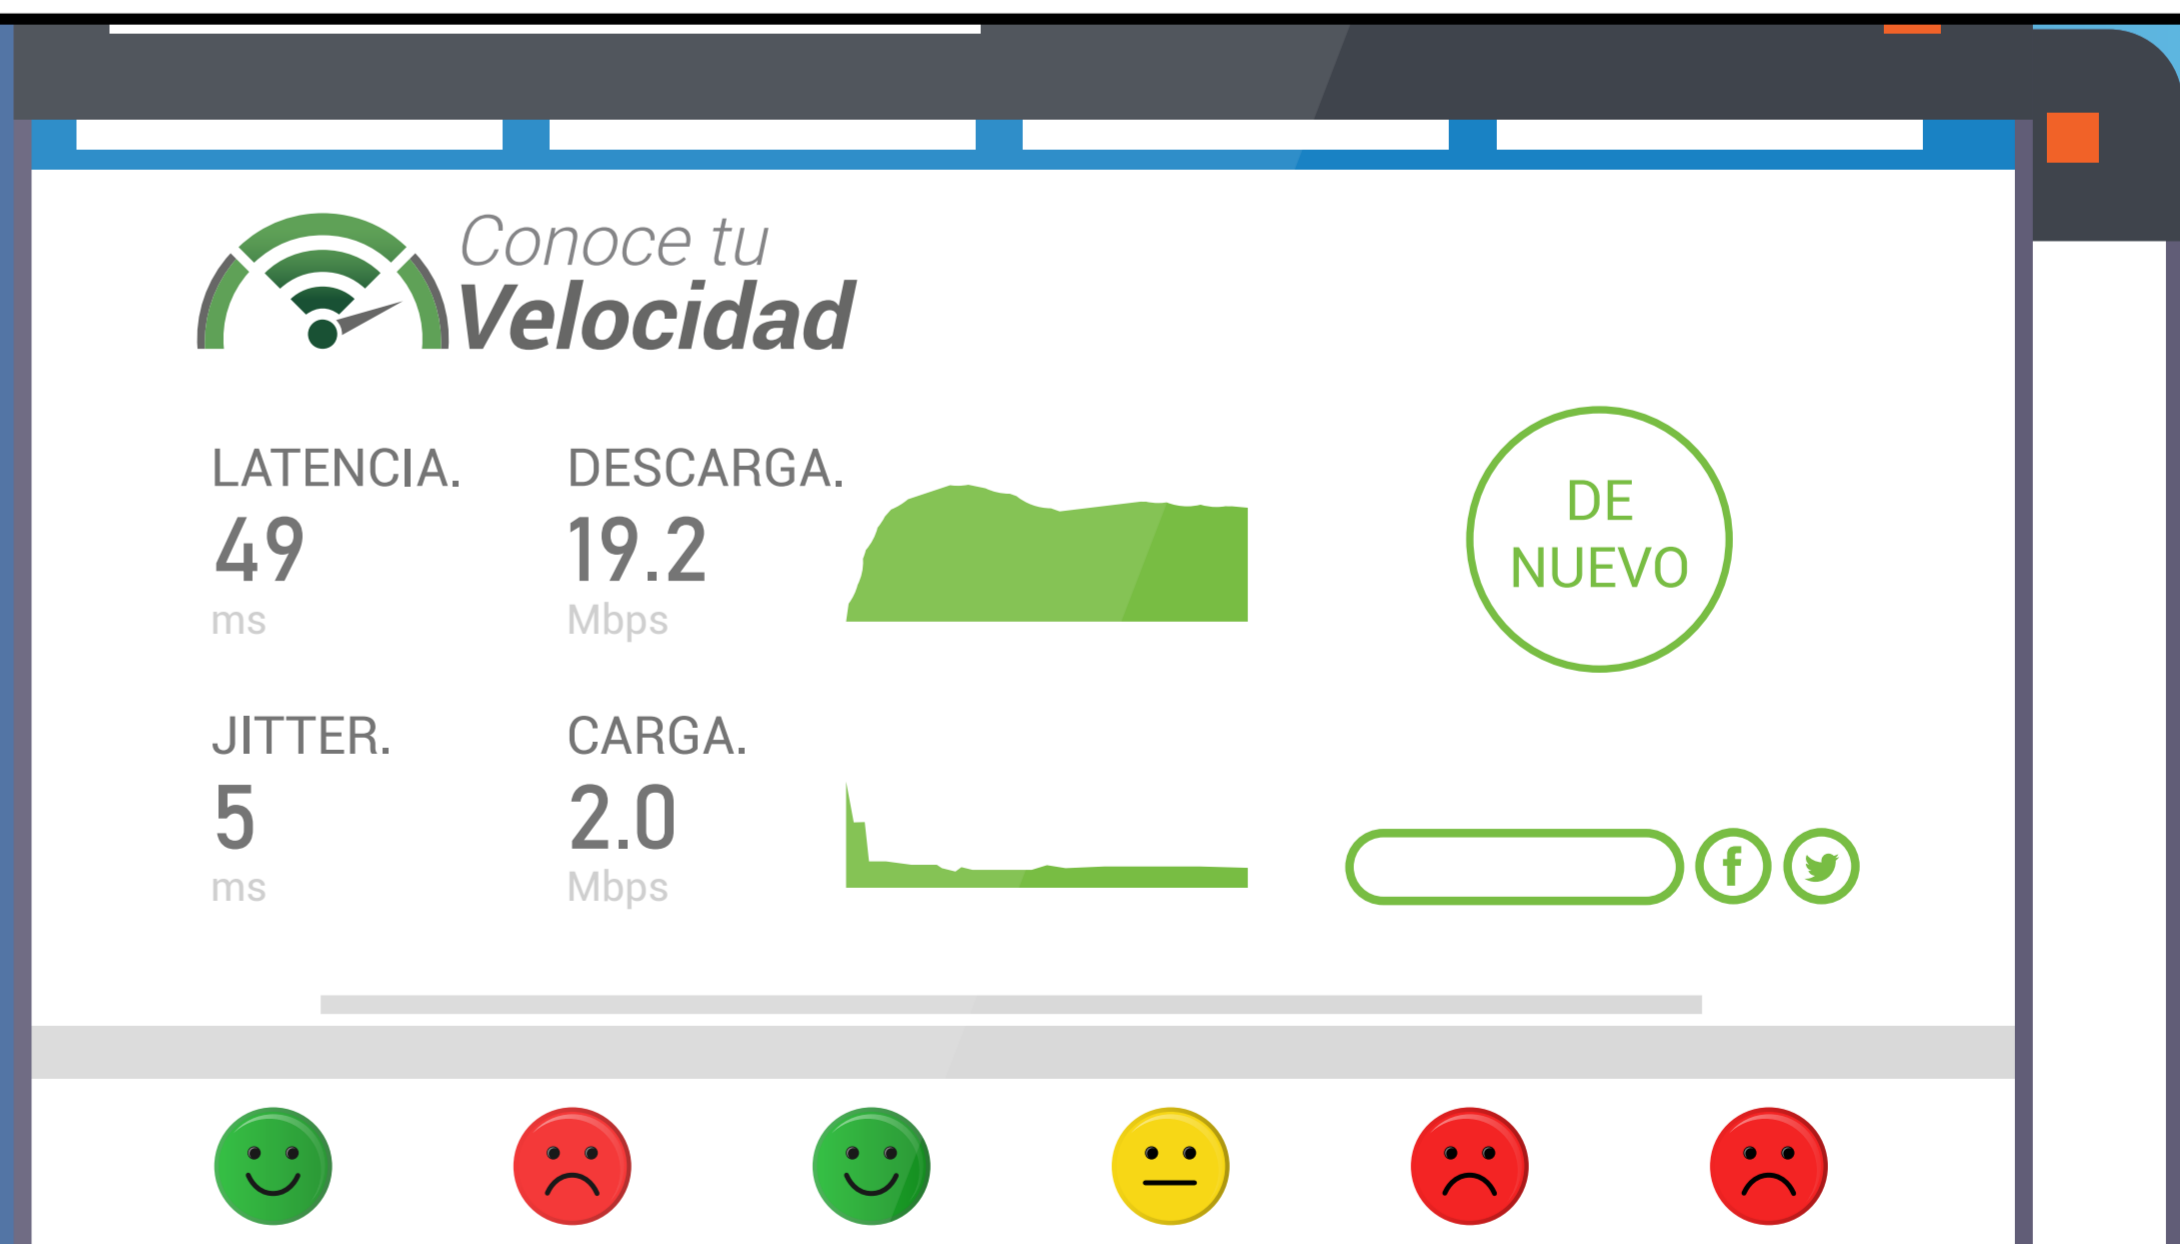 Conoce tu
Velocidad
LATENCIA.
49
ms
DESCARGA.
19.2
Mbps
DE
NUEVO
JITTER.
5
ms
CARGA.
2.0
Mbps